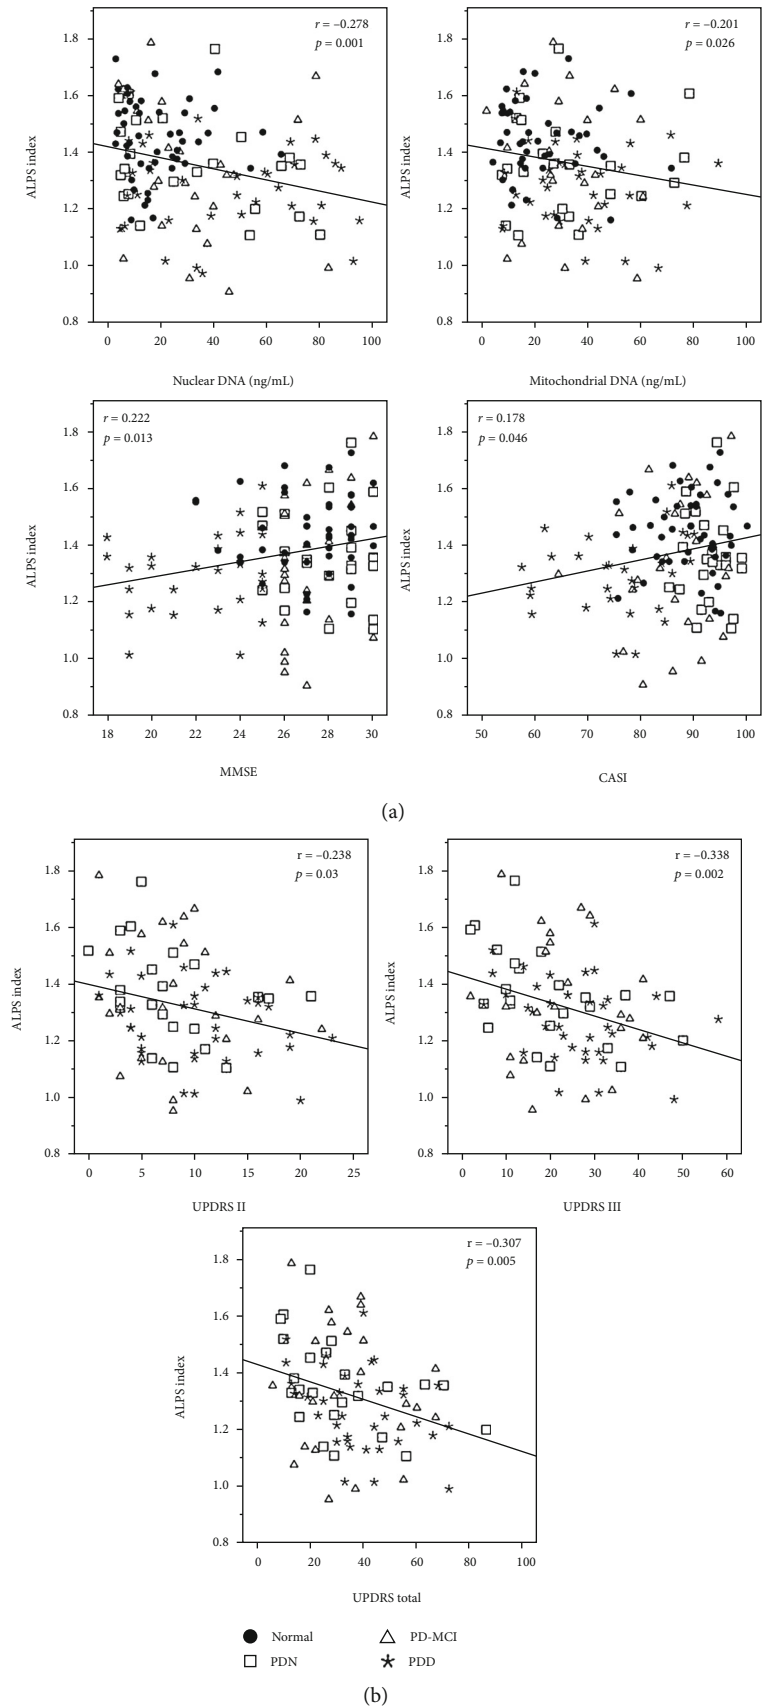 r = –0.278
p = 0.001
1.8
1.6
1.4
1.2
1.0
0.8
ALPS index
0 20 40 60 80 100
Nuclear DNA (ng/mL)
r = –0.201
p = 0.026
1.8
1.6
1.4
1.2
1.0
0.8
ALPS index
0 20 40 60 80 100
Mitochondrial DNA (ng/mL)
r = 0.222
p = 0.013
1.8
1.6
1.4
1.2
1.0
0.8
ALPS index
18 20 22 24 26 28 30
MMSE
r = 0.178
p = 0.046
1.8
1.6
1.4
1.2
1.0
0.8
ALPS index
50 60 70 80 90 100
CASI
(a)
r = –0.238
p = 0.03
1.8
1.6
1.4
1.2
1.0
0.8
ALPS index
0 5 10 15 20 25
UPDRS II
r = –0.338
p = 0.002
1.8
1.6
1.4
1.2
1.0
0.8
ALPS index
0 10 20 30 40 50 60
UPDRS III
r = –0.307
p = 0.005
1.8
1.6
1.4
1.2
1.0
0.8
ALPS index
0 20 40 60 80 100
UPDRS total
Normal PD-MCI
PDN PDD
(b)